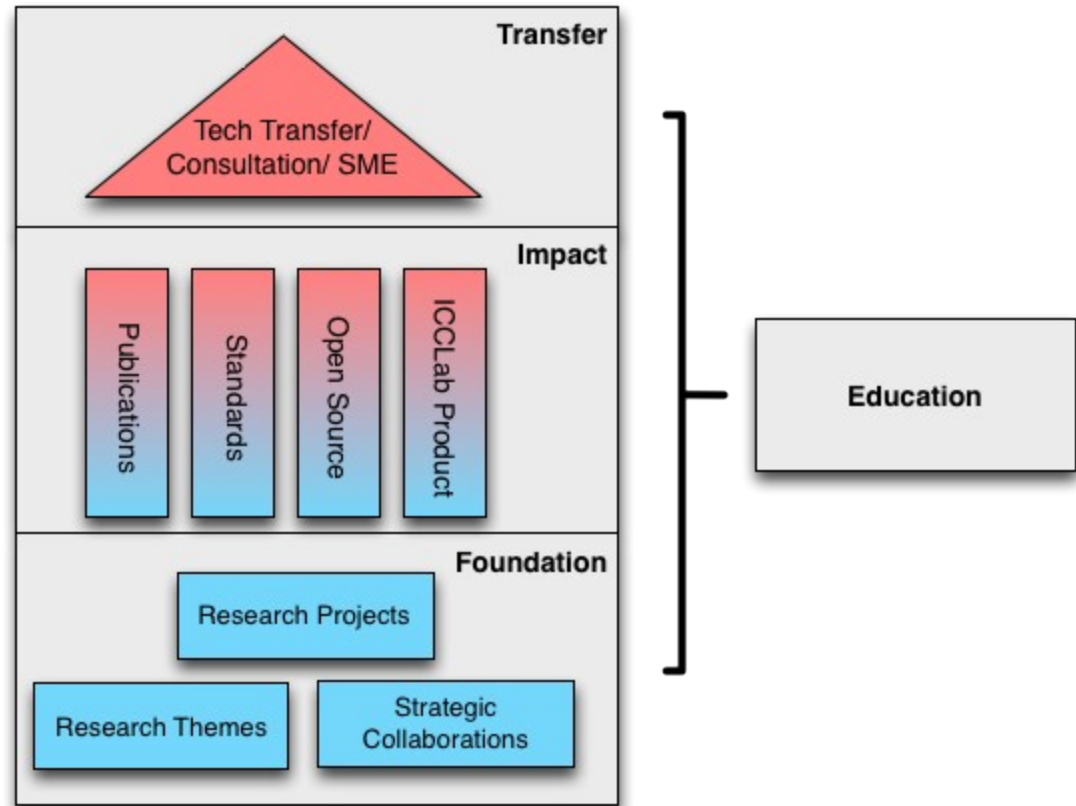 Transfer
Tech Transfer/
Consultation/ SME
Impact
Publications
Standards
Open Source
ICCLab Product
Education
Foundation
Research Projects
Research Themes
Strategic
Collaborations